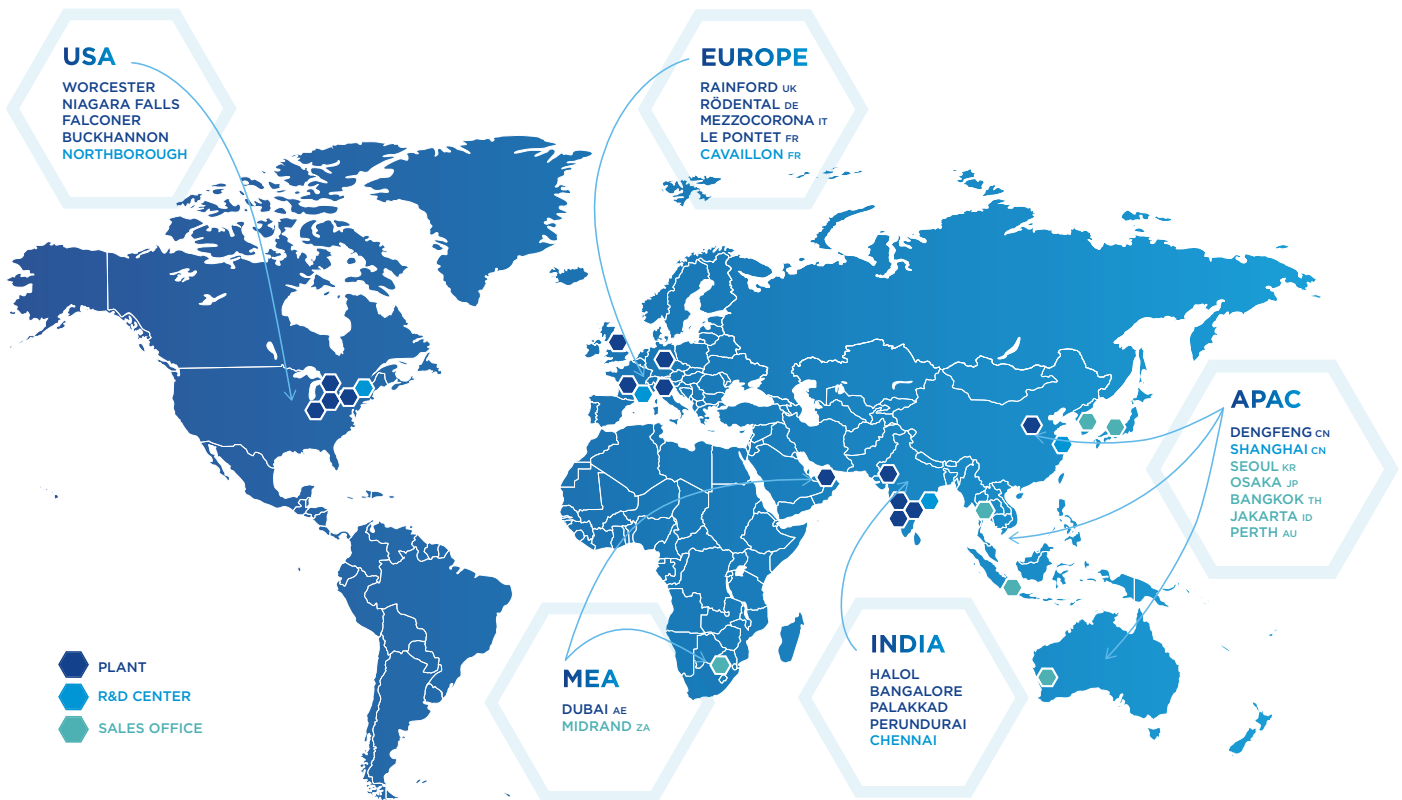 USA
WORCESTER
NIAGARA FALLS
FALCONER
BUCKHANNON
NORTHBOROUGH
EUROPE
RAINFORD UK
RÖDENTAL DE
MEZZOCORONA IT
LE PONTET FR
CAVAILLON FR
APAC
DENGFENG CN
SHANGHAI CN
SEOUL KR
OSAKA JP
BANGKOK TH
JAKARTA ID
PERTH AU
INDIA
HALOL
BANGALORE
PALAKKAD
PERUNDURAI
CHENNAI
MEA
DUBAI AE
MIDRAND ZA
PLANT
R&D CENTER
SALES OFFICE